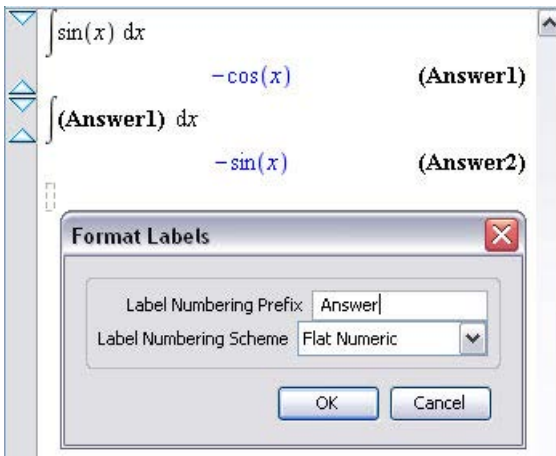 ∫sin(x) dx
−cos(x) (Answer1)
∫(Answer1) dx
−sin(x) (Answer2)
Format Labels
Label Numbering Prefix Answer
Label Numbering Scheme Flat Numeric
OK Cancel